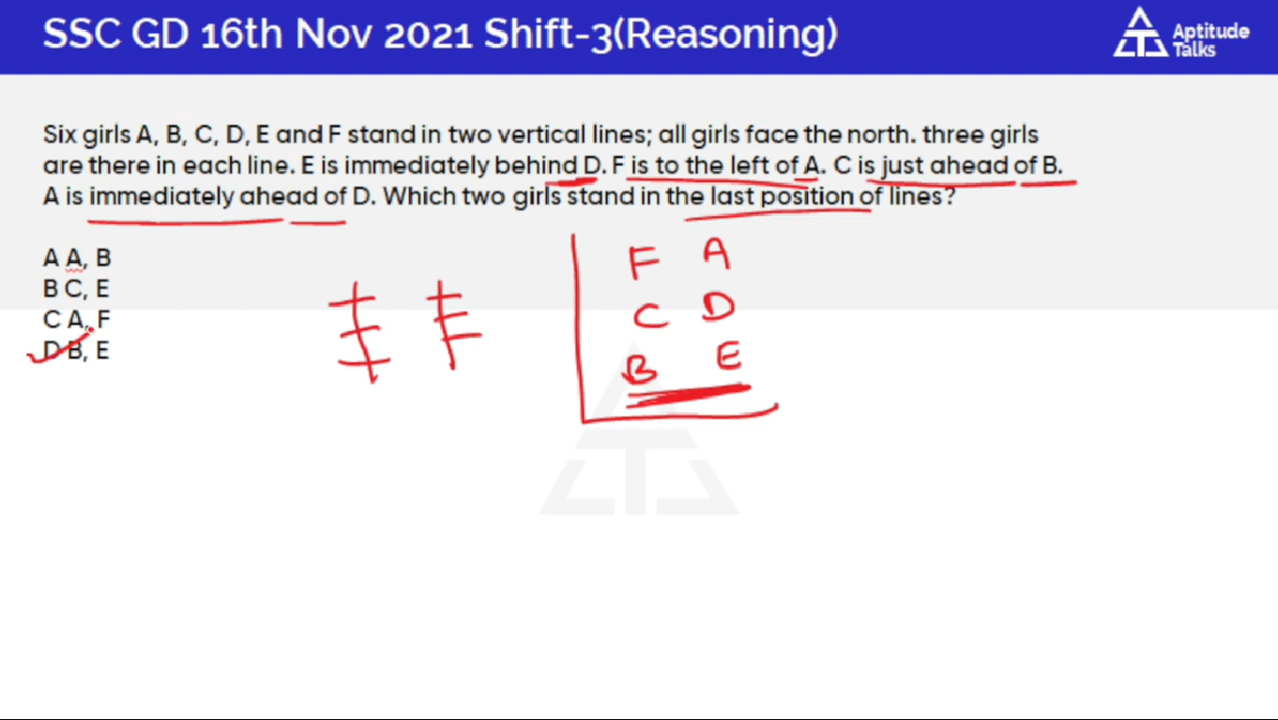 SSC GD 16th Nov 2021 Shift-3(Reasoning)
Aptitude
Talks
Six girls A, B, C, D, E and F stand in two vertical lines; all girls face the north. three girls
are there in each line. E is immediately behind D. F is to the left of A. C is just ahead of B.
A is immediately ahead of D. Which two girls stand in the last position of lines?
A A, B
B C, E
C A, F
D B, E
F A
C D
B E